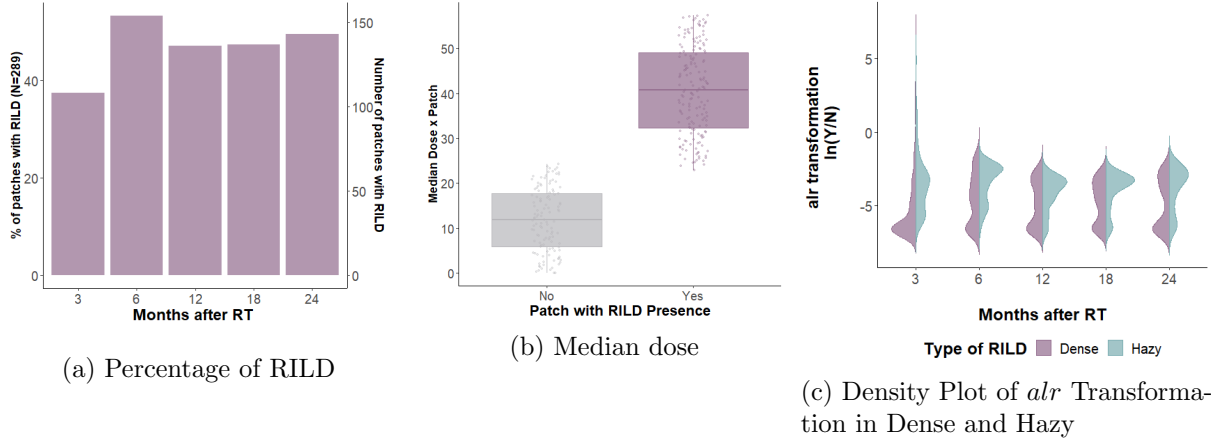 % of patches with RILD (N=289)
40
20
0
150
100
50
0
Number of patches with RILD
3 6 12 18 24
Months after RT
(a) Percentage of RILD
Median Dose x Patch
50
40
30
20
10
0
No Yes
Patch with RILD Presence
(b) Median dose
alr transformation
ln(Y/N)
5
0
-5
3 6 12 18 24
Months after RT
Type of RILD Dense Hazy
(c) Density Plot of alr Transforma-
tion in Dense and Hazy